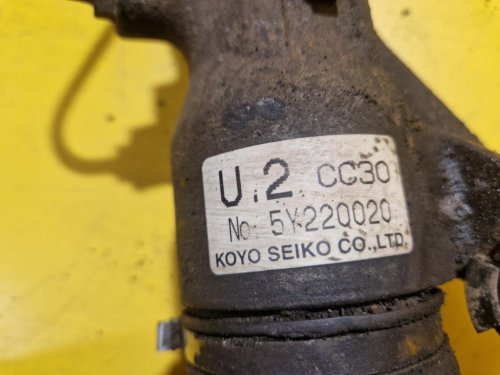 U.2 CC30
No. 5Y220020
KOYO SEIKO CO.,LTD.